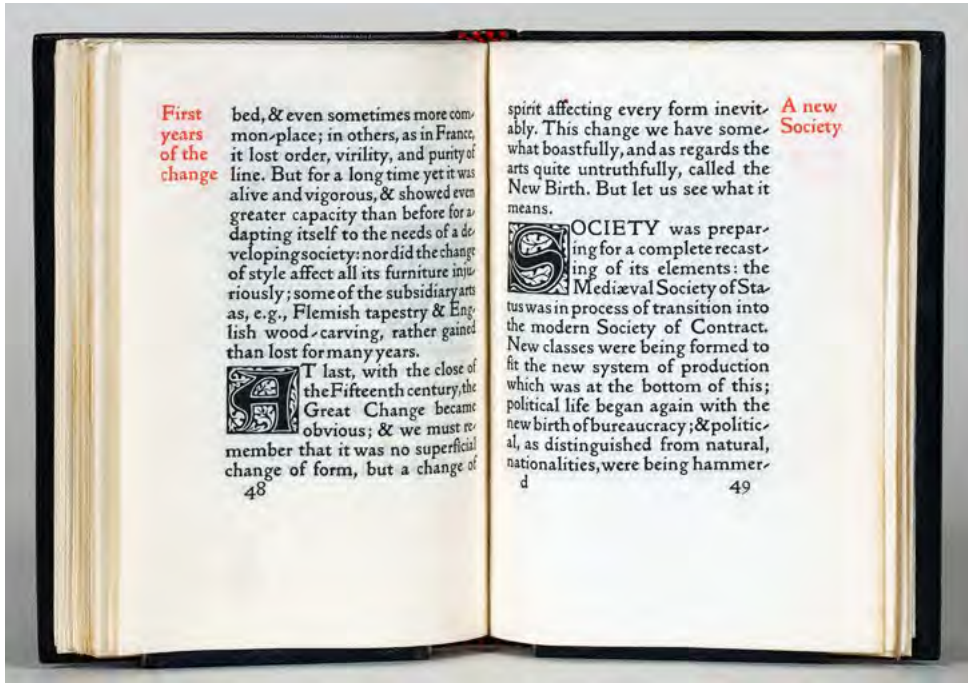 First
years
of the
change
bed, & even sometimes more com-
mon-place; in others, as in France,
it lost order, virility, and purity of
line. But for a long time yet it was
alive and vigorous, & showed even
greater capacity than before for a-
dapting itself to the needs of a de-
veloping society: nor did the change
of style affect all its furniture inju-
riously; some of the subsidiary arts
as, e.g., Flemish tapestry & Eng-
lish wood-carving, rather gained
than lost for many years.
AT last, with the close of
the Fifteenth century, the
Great Change became
obvious; & we must re-
member that it was no superficial
change of form, but a change of
48
A new
Society
spirit affecting every form inevit-
ably. This change we have some-
what boastfully, and as regards the
arts quite untruthfully, called the
New Birth. But let us see what it
means.
SOCIETY was prepar-
ing for a complete recast-
ing of its elements: the
Mediæval Society of Sta-
tus was in process of transition into
the modern Society of Contract.
New classes were being formed to
fit the new system of production
which was at the bottom of this;
political life began again with the
new birth of bureaucracy; & politic-
al, as distinguished from natural,
nationalities, were being hammer-
d 49